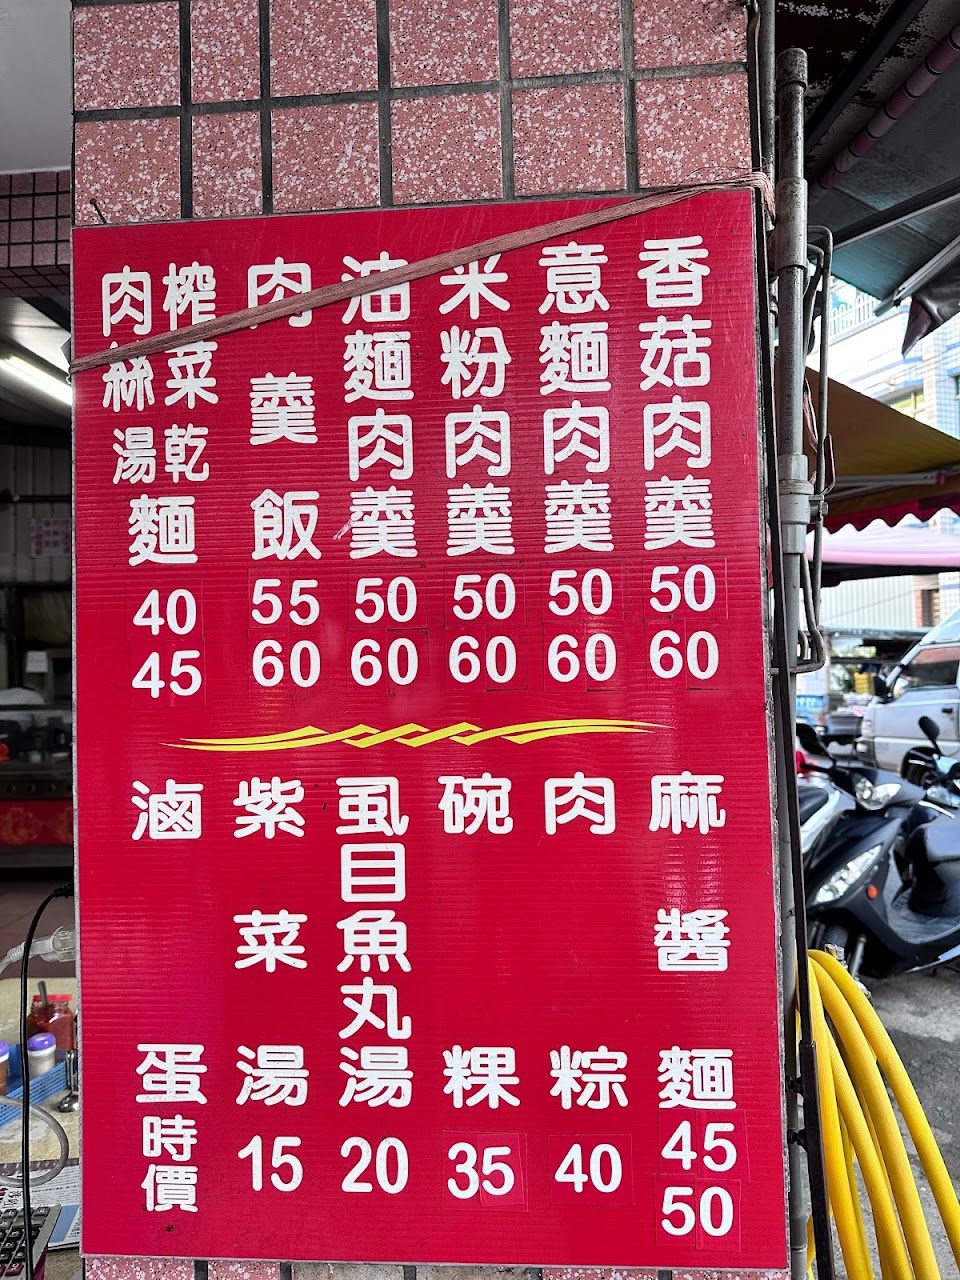 香菇肉羹
50
60
意麵肉羹
50
60
米粉肉羹
50
60
油麵肉羹
50
60
肉羹飯
55
60
榨菜
肉絲
乾湯
麵
40
45
麻醬麵
45
50
肉粽
40
碗粿
35
虱目魚丸湯
20
紫菜湯
15
滷蛋
時價